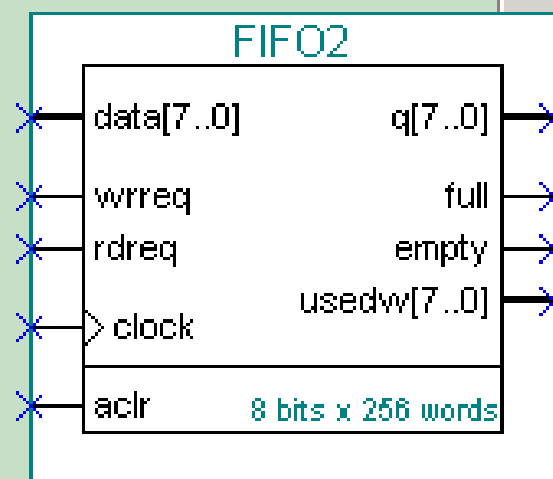 FIFO2
data[7..0] q[7..0]
wrreq full
rdreq empty
usedw[7..0]
clock
aclr 8 bits x 256 words